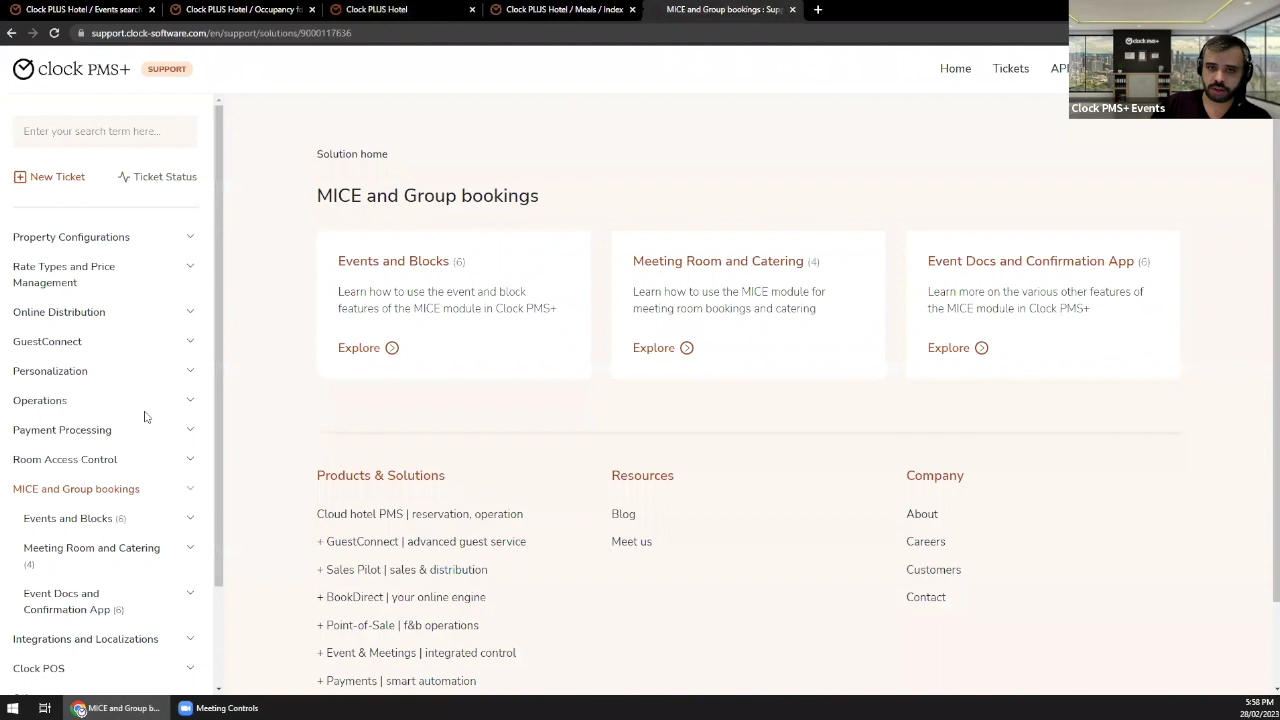 Clock PLUS Hotel / Events search
Clock PLUS Hotel / Occupancy fo
Clock PLUS Hotel
Clock PLUS Hotel / Meals / Index
MICE and Group bookings : Sup
support.clock-software.com/en/support/solutions/9000117636
clock PMS+
SUPPORT
Home
Tickets
API
clock PMS+
Clock PMS+ Events
Enter your search term here...
New Ticket
Ticket Status
Property Configurations
Rate Types and Price
Management
Online Distribution
GuestConnect
Personalization
Operations
Payment Processing
Room Access Control
MICE and Group bookings
Events and Blocks (6)
Meeting Room and Catering
(4)
Event Docs and
Confirmation App (6)
Integrations and Localizations
Clock POS
Solution home
MICE and Group bookings
Events and Blocks (6)
Learn how to use the event and block
features of the MICE module in Clock PMS+
Explore
Meeting Room and Catering (4)
Learn how to use the MICE module for
meeting room bookings and catering
Explore
Event Docs and Confirmation App (6)
Learn more on the various other features of
the MICE module in Clock PMS+
Explore
Products & Solutions
Cloud hotel PMS | reservation, operation
+ GuestConnect | advanced guest service
+ Sales Pilot | sales & distribution
+ BookDirect | your online engine
+ Point-of-Sale | f&b operations
+ Event & Meetings | integrated control
+ Payments | smart automation
Resources
Blog
Meet us
Company
About
Careers
Customers
Contact
MICE and Group b...
Meeting Controls
5:58 PM
28/02/2023